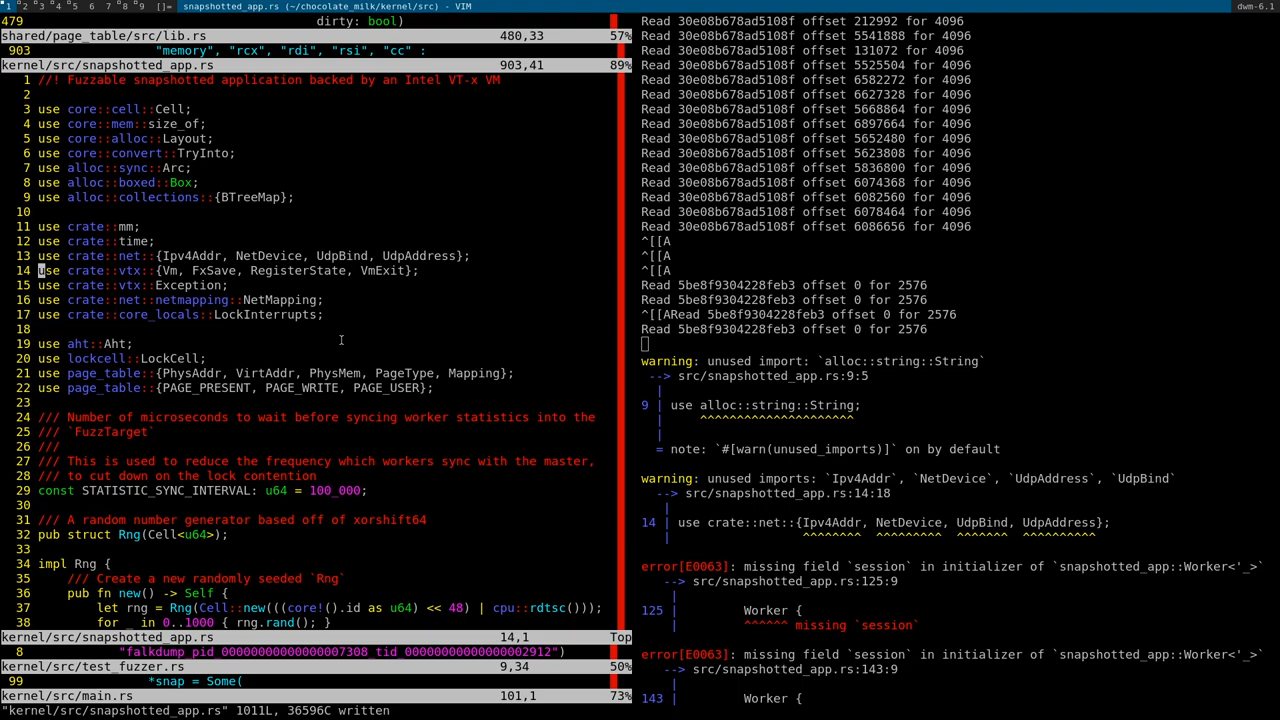 1 2 3 4 5 6 7 8 9 []= snapshotted_app.rs (~/chocolate_milk/kernel/src) - VIM dwm-6.1
479 dirty: bool)
shared/page_table/src/lib.rs 480,33 57%
903 "memory", "rcx", "rdi", "rsi", "cc" :
kernel/src/snapshotted_app.rs 903,41 89%
1 //! Fuzzable snapshotted application backed by an Intel VT-x VM
2
3 use core::cell::Cell;
4 use core::mem::size_of;
5 use core::alloc::Layout;
6 use core::convert::TryInto;
7 use alloc::sync::Arc;
8 use alloc::boxed::Box;
9 use alloc::collections::{BTreeMap};
10
11 use crate::mm;
12 use crate::time;
13 use crate::net::{Ipv4Addr, NetDevice, UdpBind, UdpAddress};
14 use crate::vtx::{Vm, FxSave, RegisterState, VmExit};
15 use crate::vtx::Exception;
16 use crate::net::netmapping::NetMapping;
17 use crate::core_locals::LockInterrupts;
18
19 use aht::Aht;
20 use lockcell::LockCell;
21 use page_table::{PhysAddr, VirtAddr, PhysMem, PageType, Mapping};
22 use page_table::{PAGE_PRESENT, PAGE_WRITE, PAGE_USER};
23
24 /// Number of microseconds to wait before syncing worker statistics into the
25 /// `FuzzTarget`
26 ///
27 /// This is used to reduce the frequency which workers sync with the master,
28 /// to cut down on the lock contention
29 const STATISTIC_SYNC_INTERVAL: u64 = 100_000;
30
31 /// A random number generator based off of xorshift64
32 pub struct Rng(Cell<u64>);
33
34 impl Rng {
35 /// Create a new randomly seeded `Rng`
36 pub fn new() -> Self {
37 let rng = Rng(Cell::new(((core!().id as u64) << 48) | cpu::rdtsc()));
38 for _ in 0..1000 { rng.rand(); }
kernel/src/snapshotted_app.rs 14,1 Top
8 "falkdump_pid_00000000000000007308_tid_00000000000000002912")
kernel/src/test_fuzzer.rs 9,34 50%
99 *snap = Some(
kernel/src/main.rs 101,1 73%
"kernel/src/snapshotted_app.rs" 1011L, 36596C written
Read 30e08b678ad5108f offset 212992 for 4096
Read 30e08b678ad5108f offset 5541888 for 4096
Read 30e08b678ad5108f offset 131072 for 4096
Read 30e08b678ad5108f offset 5525504 for 4096
Read 30e08b678ad5108f offset 6582272 for 4096
Read 30e08b678ad5108f offset 6627328 for 4096
Read 30e08b678ad5108f offset 5668864 for 4096
Read 30e08b678ad5108f offset 6897664 for 4096
Read 30e08b678ad5108f offset 5652480 for 4096
Read 30e08b678ad5108f offset 5623808 for 4096
Read 30e08b678ad5108f offset 5836800 for 4096
Read 30e08b678ad5108f offset 6074368 for 4096
Read 30e08b678ad5108f offset 6082560 for 4096
Read 30e08b678ad5108f offset 6078464 for 4096
Read 30e08b678ad5108f offset 6086656 for 4096
^[[A
^[[A
^[[A
Read 5be8f9304228feb3 offset 0 for 2576
Read 5be8f9304228feb3 offset 0 for 2576
^[[ARead 5be8f9304228feb3 offset 0 for 2576
Read 5be8f9304228feb3 offset 0 for 2576
warning: unused import: `alloc::string::String`
--> src/snapshotted_app.rs:9:5
|
9 | use alloc::string::String;
| ^^^^^^^^^^^^^^^^^^^^^
|
= note: `#[warn(unused_imports)]` on by default
warning: unused imports: `Ipv4Addr`, `NetDevice`, `UdpAddress`, `UdpBind`
--> src/snapshotted_app.rs:14:18
|
14 | use crate::net::{Ipv4Addr, NetDevice, UdpBind, UdpAddress};
| ^^^^^^^^ ^^^^^^^^^ ^^^^^^^ ^^^^^^^^^^
error[E0063]: missing field `session` in initializer of `snapshotted_app::Worker<'_>`
--> src/snapshotted_app.rs:125:9
|
125 | Worker {
| ^^^^^^ missing `session`
error[E0063]: missing field `session` in initializer of `snapshotted_app::Worker<'_>`
--> src/snapshotted_app.rs:143:9
|
143 | Worker {